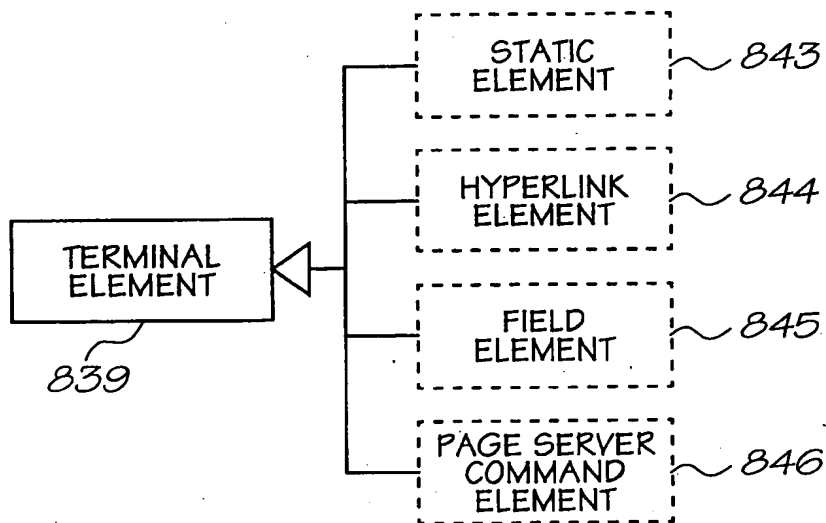 STATIC
ELEMENT
843
HYPERLINK
ELEMENT
844
TERMINAL
ELEMENT
839
FIELD
ELEMENT
845
PAGE SERVER
COMMAND
ELEMENT
846